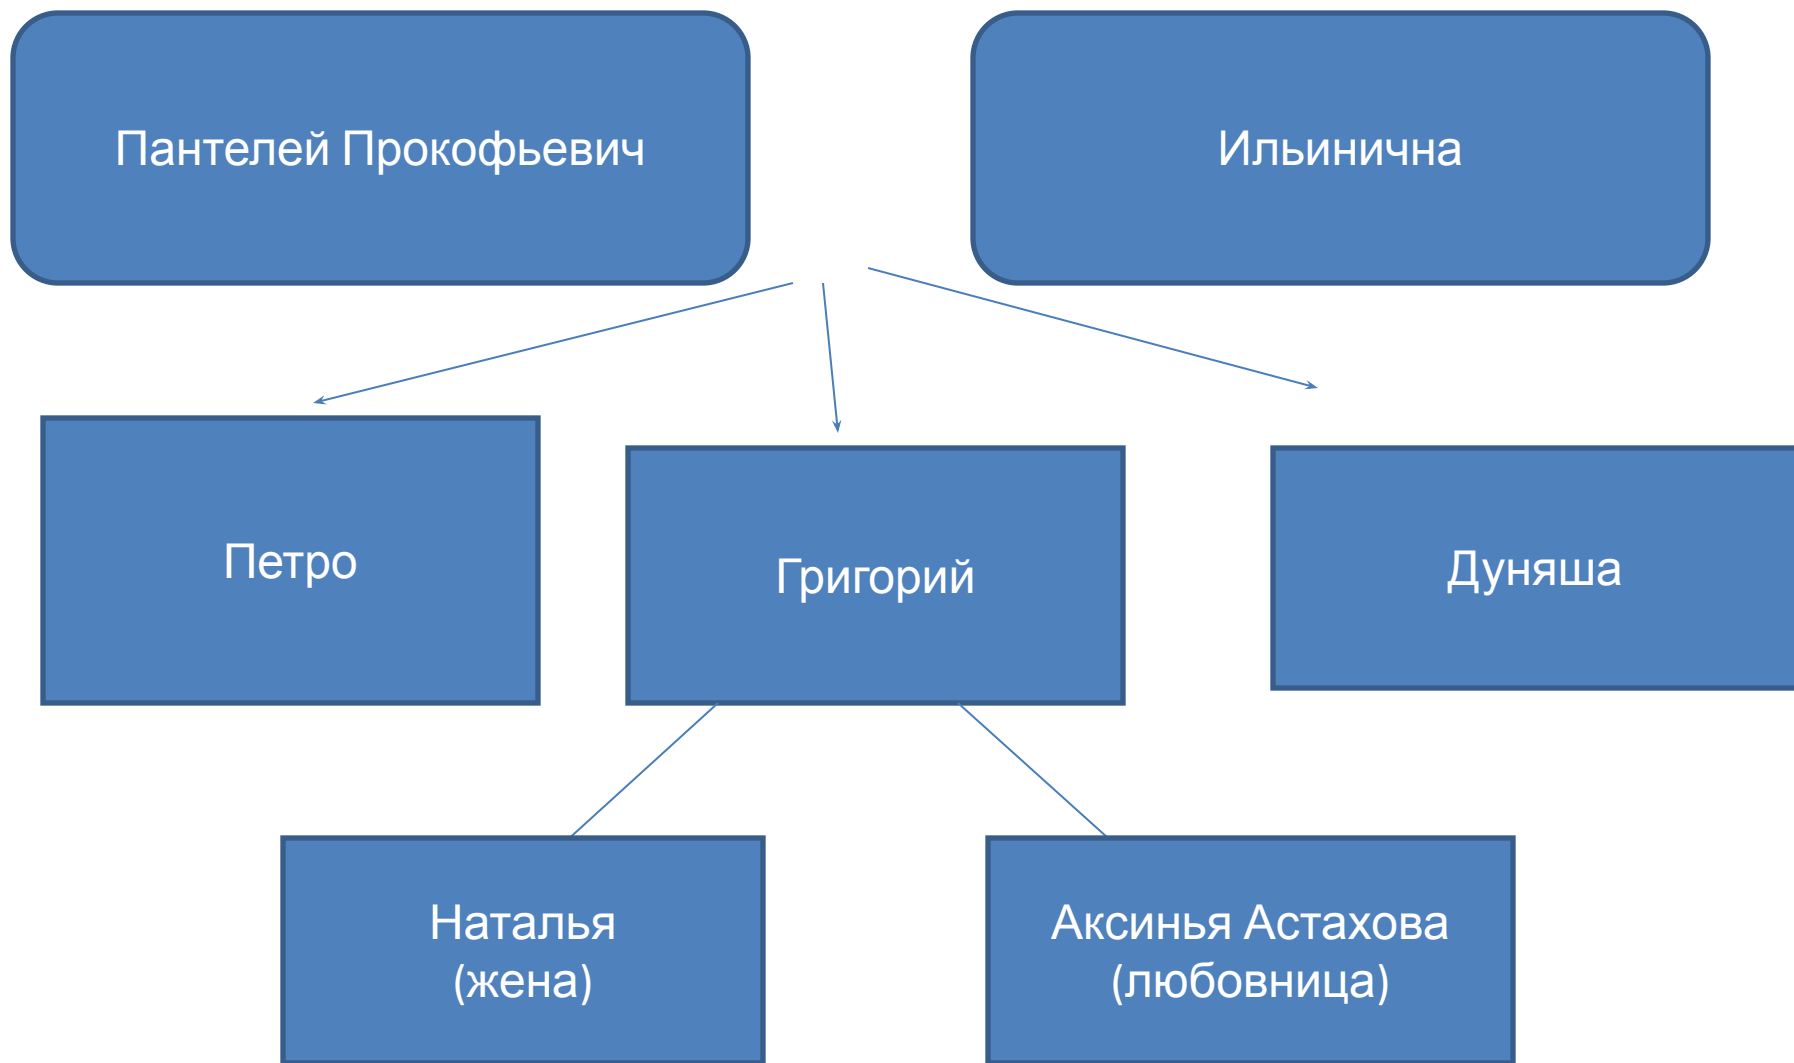 Пантелей Прокофьевич
Ильинична
Петро
Григорий
Дуняша
Наталья
(жена)
Аксинья Астахова
(любовница)